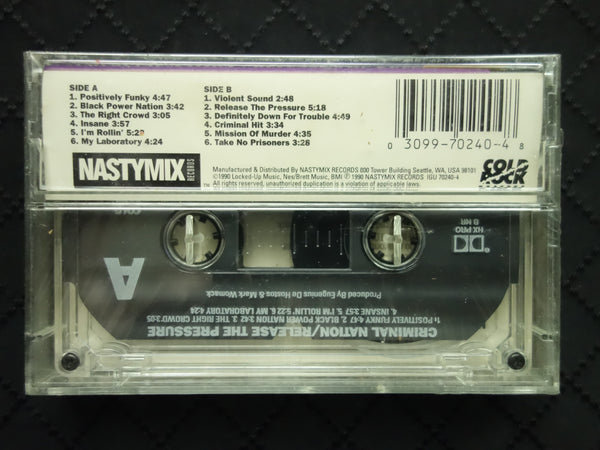 SIDE A
1. Positively Funky 4:47
2. Black Power Nation 3:42
3. The Right Crowd 3:05
4. Insane 3:57
5. I'm Rollin' 5:22
6. My Laboratory 4:24
SIDE B
1. Violent Sound 2:48
2. Release The Pressure 5:18
3. Definitely Down For Trouble 4:49
4. Criminal Hit 3:34
5. Mission Of Murder 4:35
6. Take No Prisoners 3:28
0 3099-70240-4 8
NASTYMIX
RECORDS
Manufactured & Distributed By NASTYMIX RECORDS 800 Tower Building Seattle, WA, USA 98101
©1990 Locked-Up Music, Nex/Brett Music, BMI ℗ 1990 NASTYMIX RECORDS IGU 70240-4
All rights reserved, unauthorized duplication is a violation of applicable laws.
COLD
ROCK
A
HX PRO
B NR
Produced by Eugenius De Hostos & Mark Womack
CRIMINAL NATION/RELEASE THE PRESSURE
1. POSITIVELY FUNKY 4:47 2. BLACK POWER NATION 3:42 3. THE RIGHT CROWD 3:05
4. INSANE 3:57 5. I'M ROLLIN' 5:22 6. MY LABORATORY 4:24